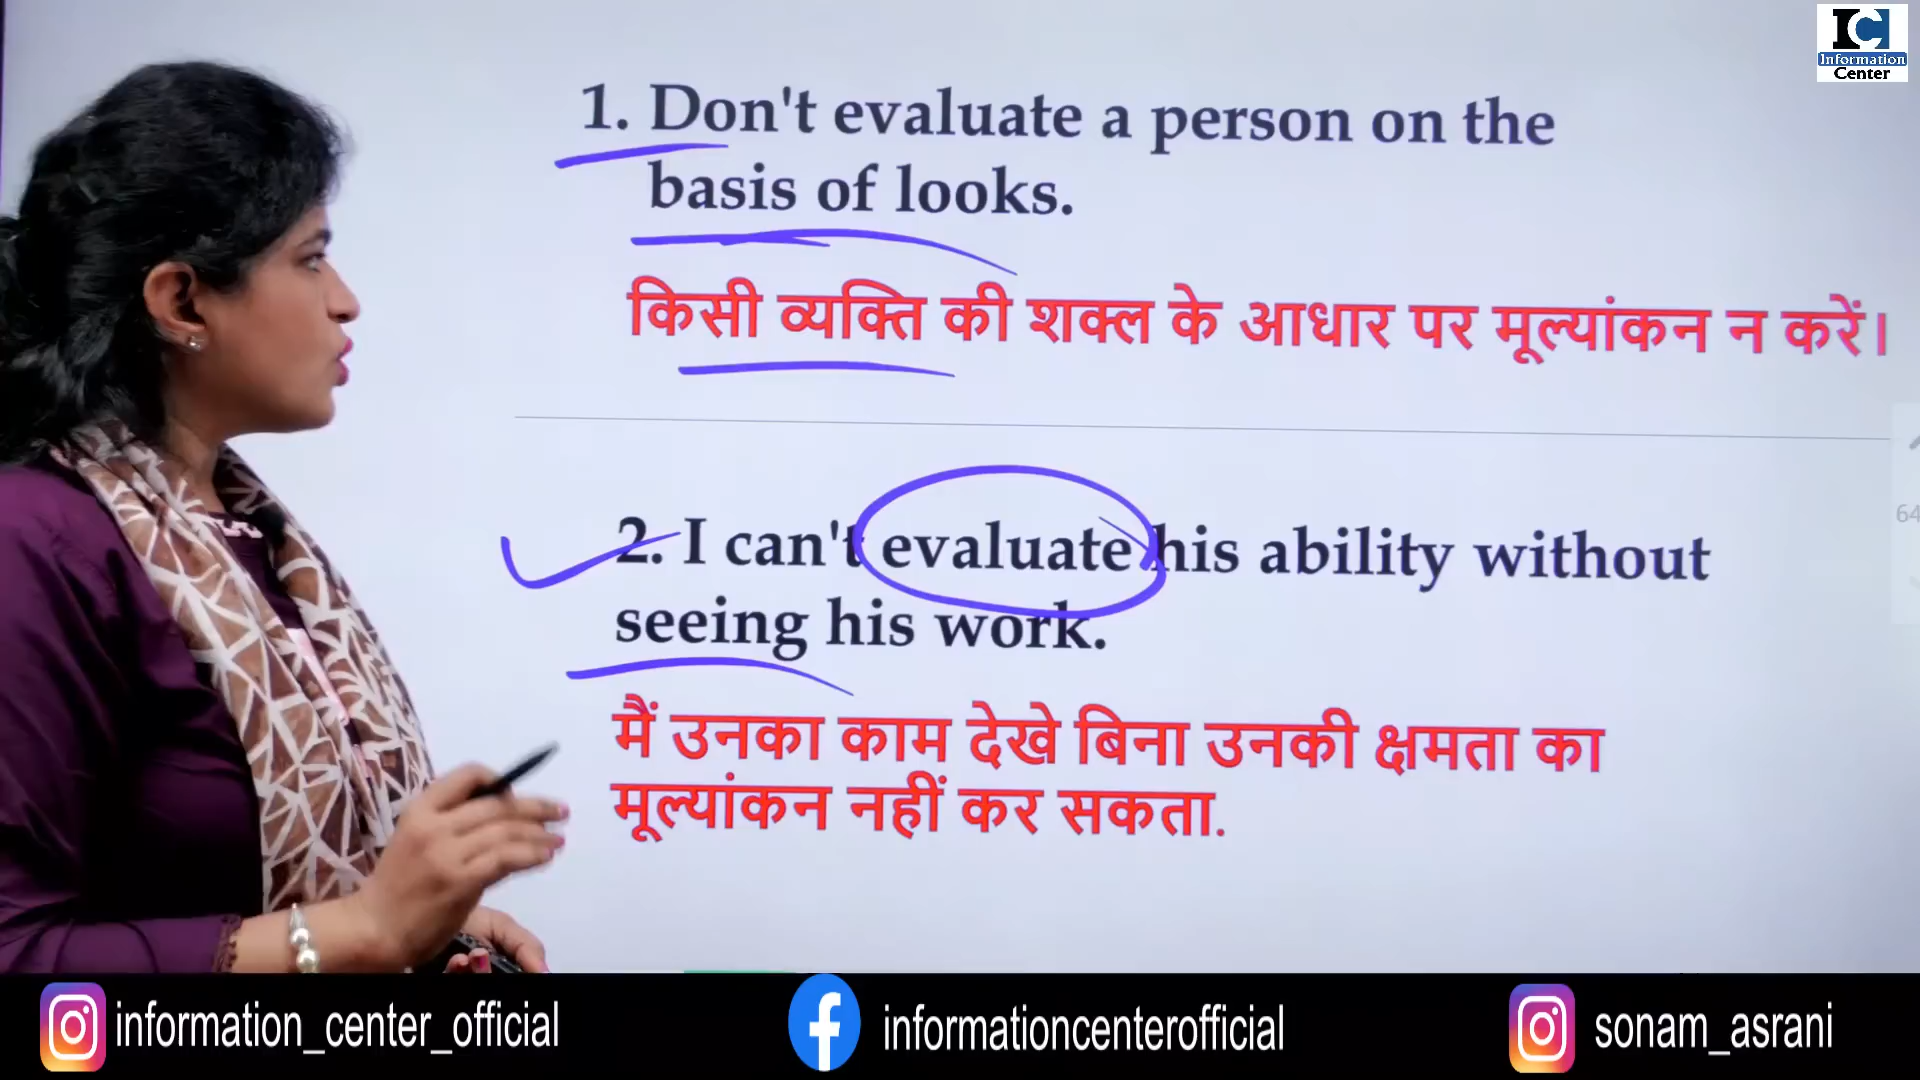 IC
Information
Center
1. Don't evaluate a person on the
basis of looks.
किसी व्यक्ति की शक्ल के आधार पर मूल्यांकन न करें।
64
2. I can't evaluate his ability without
seeing his work.
मैं उनका काम देखे बिना उनकी क्षमता का
मूल्यांकन नहीं कर सकता.
information_center_official
informationcenterofficial
sonam_asrani